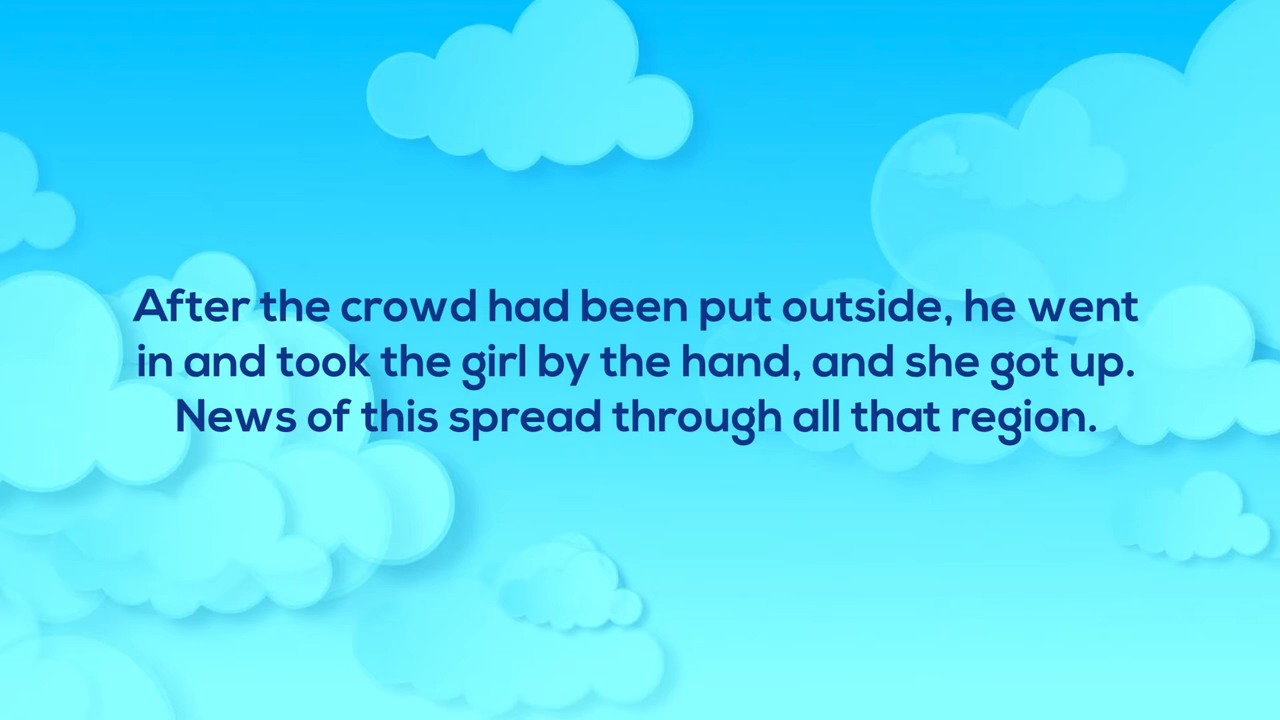 After the crowd had been put outside, he went
in and took the girl by the hand, and she got up.
News of this spread through all that region.